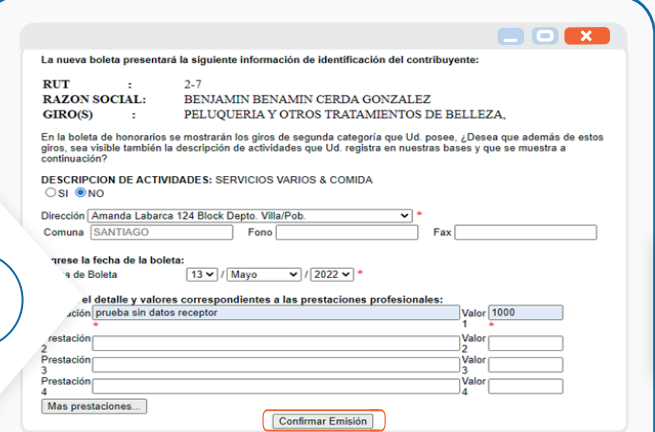 La nueva boleta presentará la siguiente información de identificación del contribuyente:
RUT : 2-7
RAZON SOCIAL: BENJAMIN BENAMIN CERDA GONZALEZ
GIRO(S) : PELUQUERIA Y OTROS TRATAMIENTOS DE BELLEZA,
En la boleta de honorarios se mostrarán los giros de segunda categoría que Ud. posee, ¿Desea que además de estos
giros, sea visible también la descripción de actividades que Ud. registra en nuestras bases y que se muestra a
continuación?
DESCRIPCION DE ACTIVIDADES: SERVICIOS VARIOS & COMIDA
SI NO
Dirección Amanda Labarca 124 Block Depto. Villa/Pob. *
Comuna SANTIAGO Fono Fax
la fecha de la boleta:
de Boleta 13 / Mayo / 2022 *
el detalle y valores correspondientes a las prestaciones profesionales:
prueba sin datos receptor Valor 1000
* 1 *
Valor
2 2
Prestación Valor
3 3
Prestación Valor
4 4
Mas prestaciones...
Confirmar Emisión